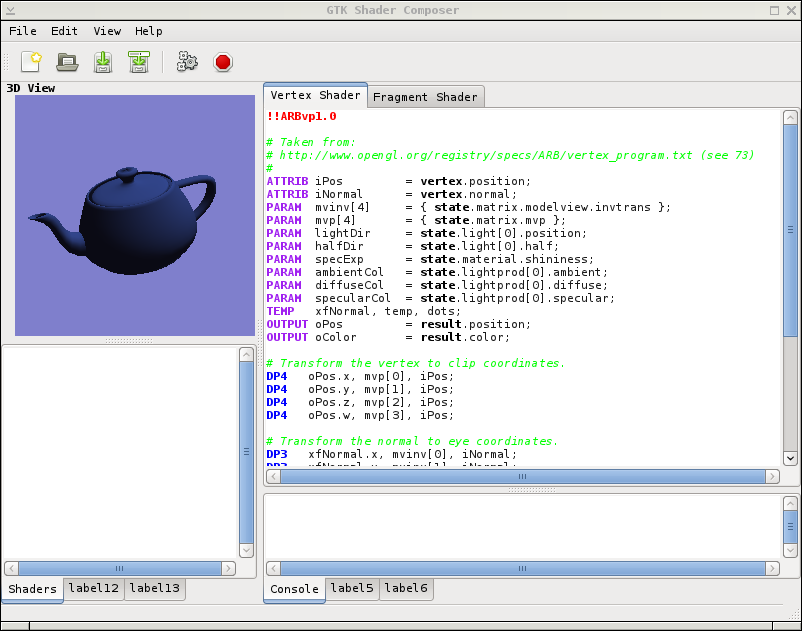 GTK Shader Composer
File Edit View Help
3D View
Vertex Shader Fragment Shader
!!ARBvp1.0
# Taken from:
# http://www.opengl.org/registry/specs/ARB/vertex_program.txt (see 73)
#
ATTRIB iPos         = vertex.position;
ATTRIB iNormal      = vertex.normal;
PARAM  mvinv[4]     = { state.matrix.modelview.invtrans };
PARAM  mvp[4]       = { state.matrix.mvp };
PARAM  lightDir     = state.light[0].position;
PARAM  halfDir      = state.light[0].half;
PARAM  specExp      = state.material.shininess;
PARAM  ambientCol   = state.lightprod[0].ambient;
PARAM  diffuseCol   = state.lightprod[0].diffuse;
PARAM  specularCol  = state.lightprod[0].specular;
TEMP   xfNormal, temp, dots;
OUTPUT oPos         = result.position;
OUTPUT oColor       = result.color;
# Transform the vertex to clip coordinates.
DP4   oPos.x, mvp[0], iPos;
DP4   oPos.y, mvp[1], iPos;
DP4   oPos.z, mvp[2], iPos;
DP4   oPos.w, mvp[3], iPos;
# Transform the normal to eye coordinates.
DP3   xfNormal.x, mvinv[0], iNormal;
Shaders label12 label13
Console label5 label6